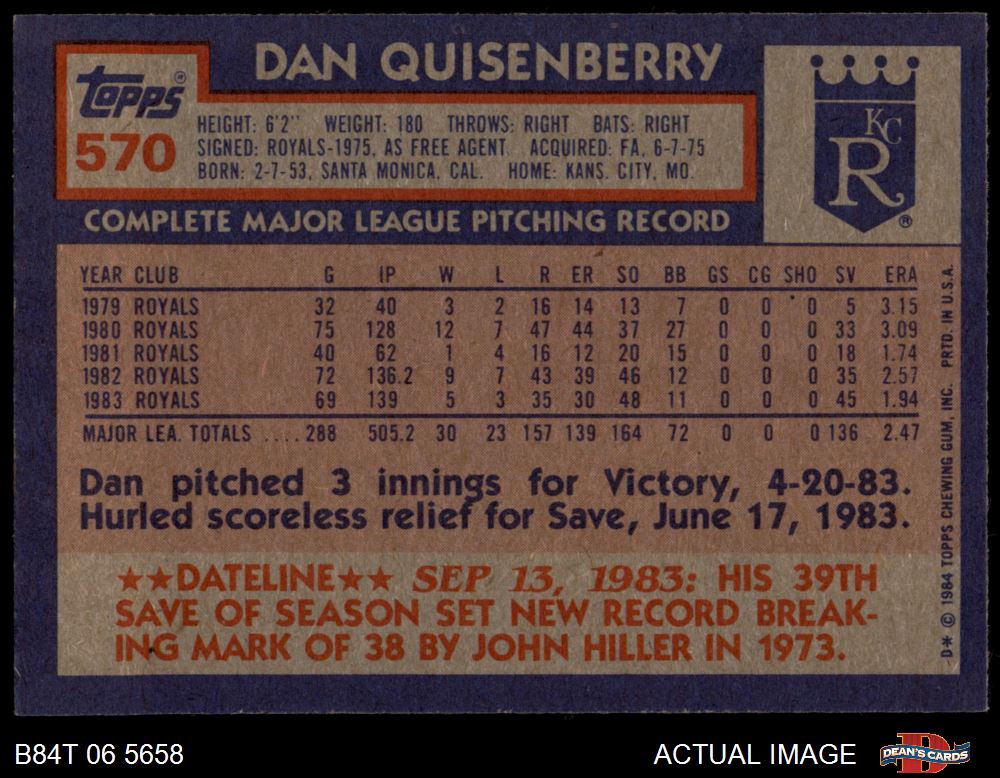 DAN QUISENBERRY
Topps®
570
HEIGHT: 6'2" WEIGHT: 180 THROWS: RIGHT BATS: RIGHT
SIGNED: ROYALS-1975, AS FREE AGENT ACQUIRED: FA, 6-7-75
BORN: 2-7-53, SANTA MONICA, CAL. HOME: KANS. CITY, MO.
KC
R
®
COMPLETE MAJOR LEAGUE PITCHING RECORD
YEAR CLUB G IP W L R ER SO BB GS CG SHO SV ERA
1979 ROYALS 32 40 3 2 16 14 13 7 0 0 0 5 3.15
1980 ROYALS 75 128 12 7 47 44 37 27 0 0 0 33 3.09
1981 ROYALS 40 62 1 4 16 12 20 15 0 0 0 18 1.74
1982 ROYALS 72 136.2 9 7 43 39 46 12 0 0 0 35 2.57
1983 ROYALS 69 139 5 3 35 30 48 11 0 0 0 45 1.94
MAJOR LEA. TOTALS ....288 505.2 30 23 157 139 164 72 0 0 0 136 2.47
Dan pitched 3 innings for Victory, 4-20-83.
Hurled scoreless relief for Save, June 17, 1983.
★★DATELINE★★ SEP 13, 1983: HIS 39TH
SAVE OF SEASON SET NEW RECORD BREAK-
ING MARK OF 38 BY JOHN HILLER IN 1973.
D* © 1984 TOPPS CHEWING GUM, INC. PRTD. IN U.S.A.
B84T 06 5658 ACTUAL IMAGE
DEAN'S CARDS